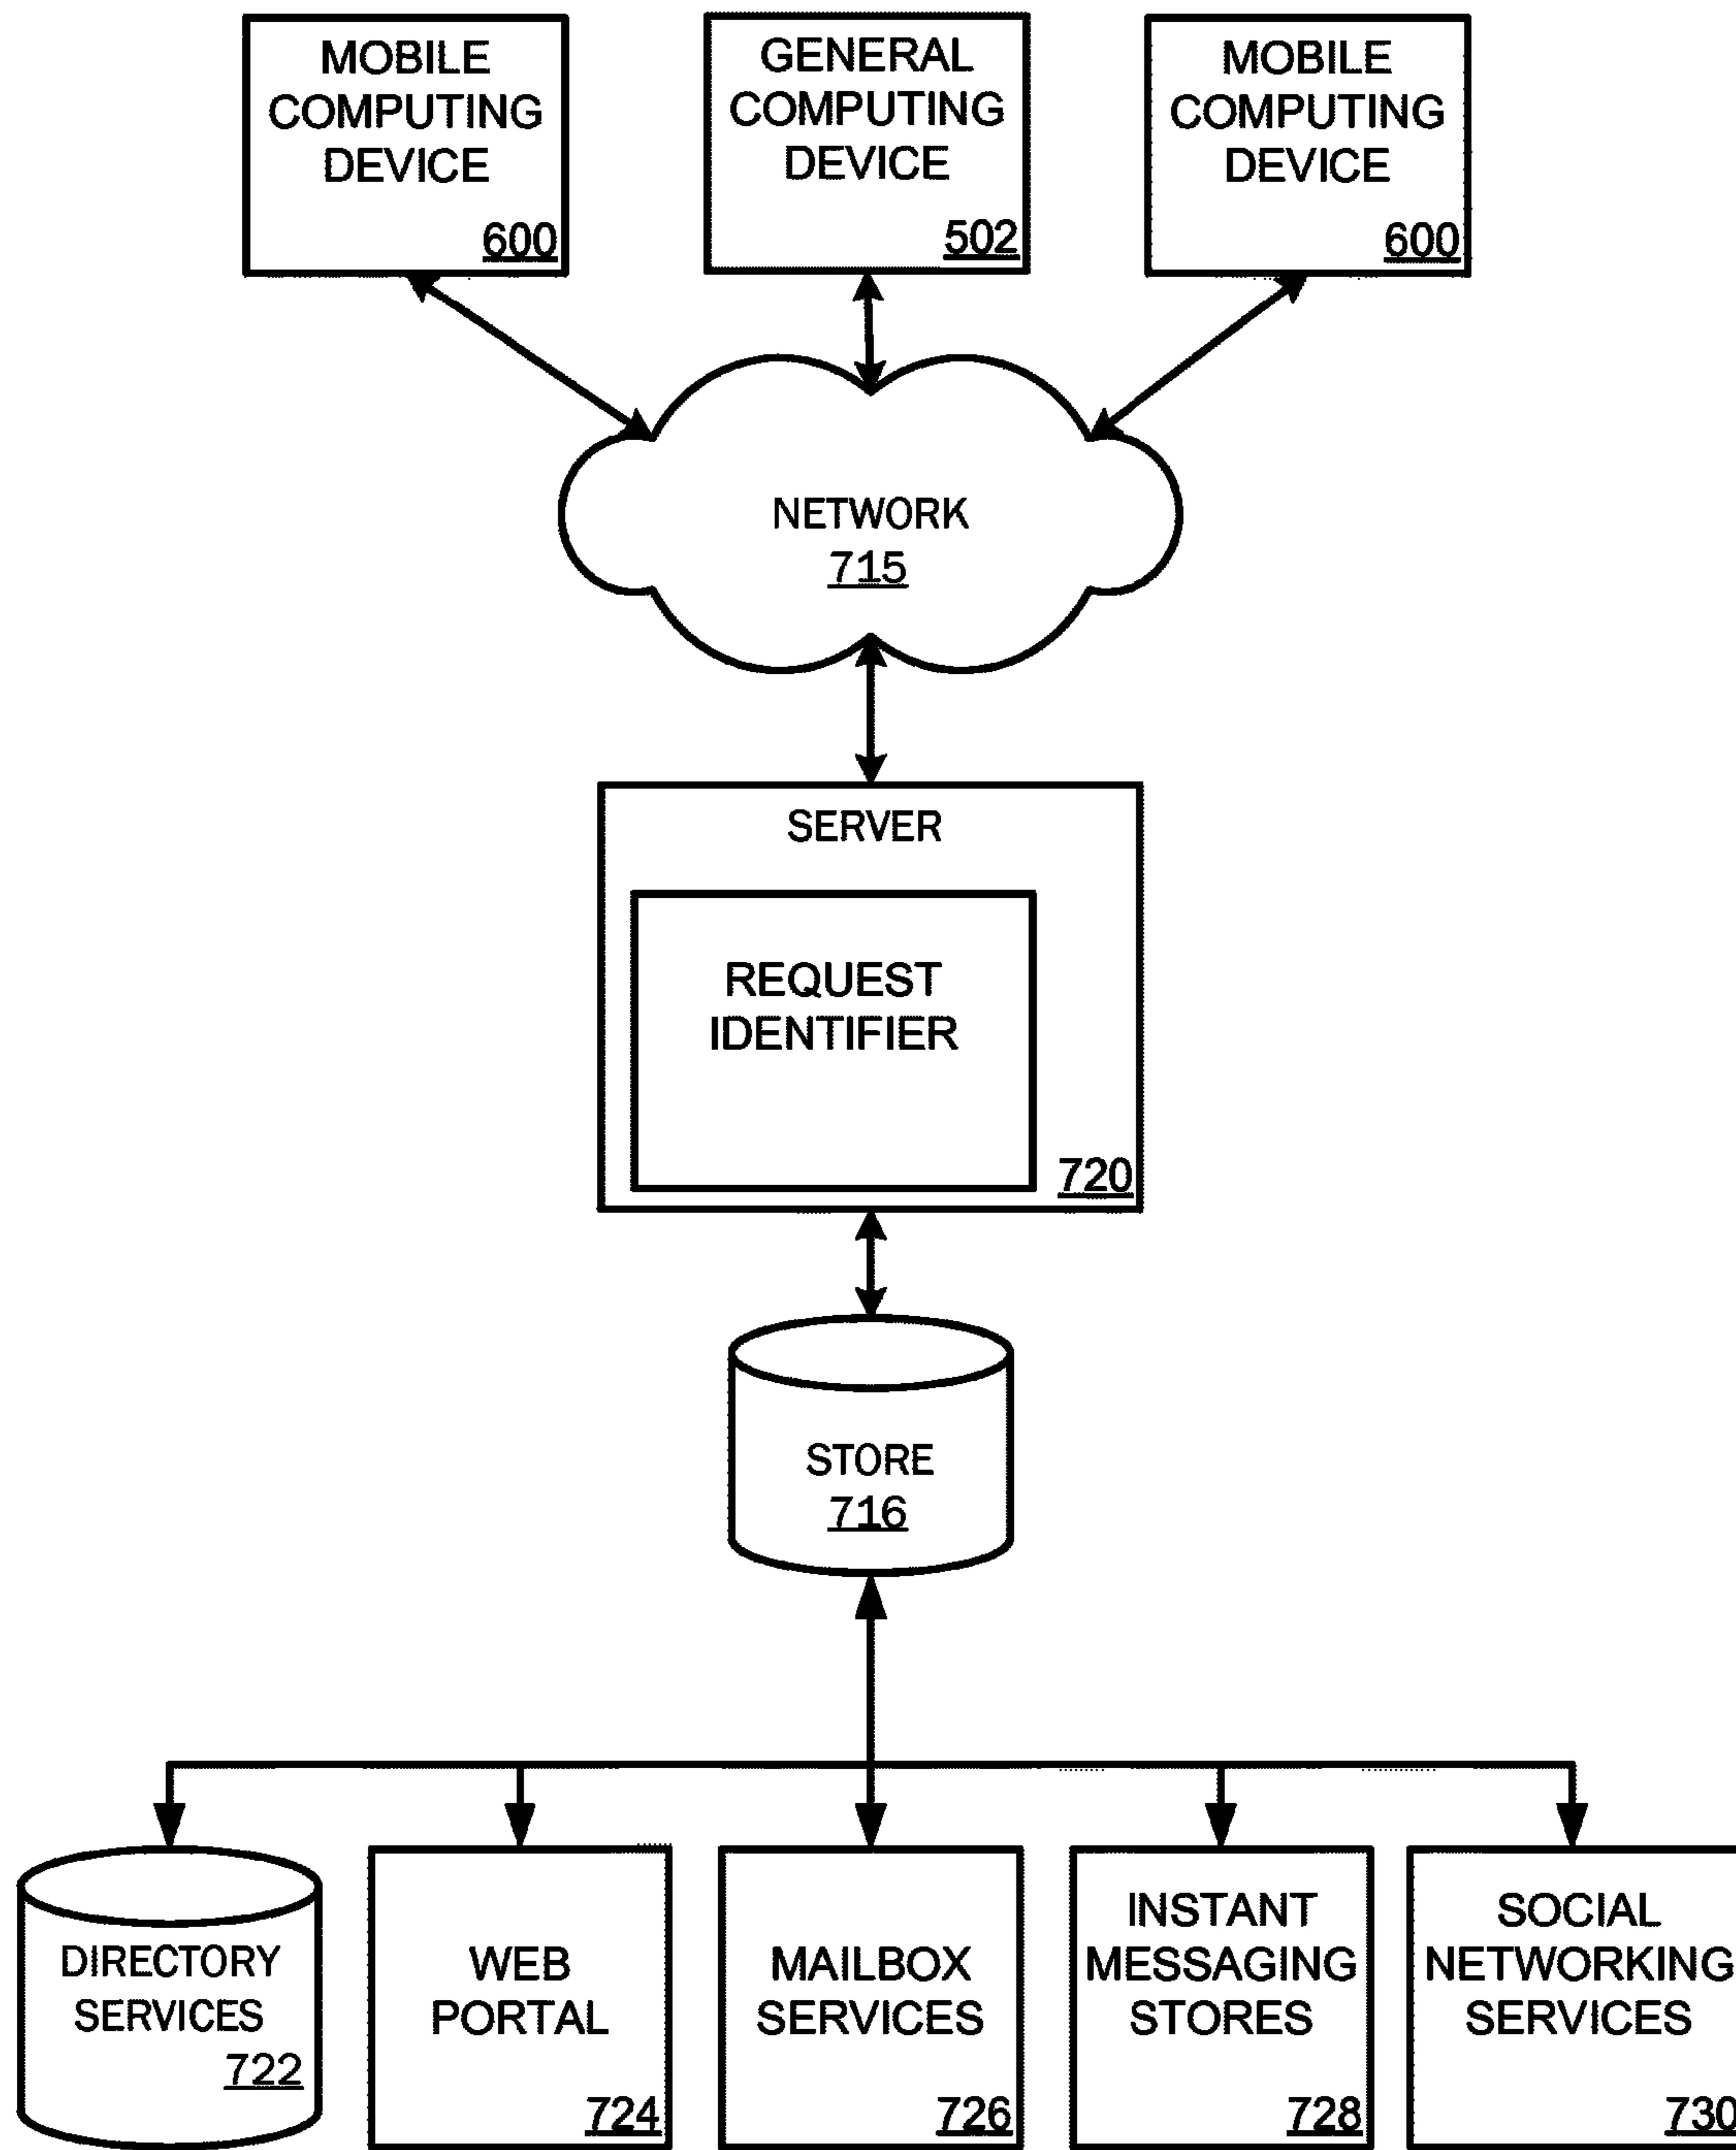 MOBILE
COMPUTING
DEVICE
600
GENERAL
COMPUTING
DEVICE
502
MOBILE
COMPUTING
DEVICE
600
NETWORK
715
SERVER
REQUEST
IDENTIFIER
720
STORE
716
DIRECTORY
SERVICES
722
WEB
PORTAL
724
MAILBOX
SERVICES
726
INSTANT
MESSAGING
STORES
728
SOCIAL
NETWORKING
SERVICES
730